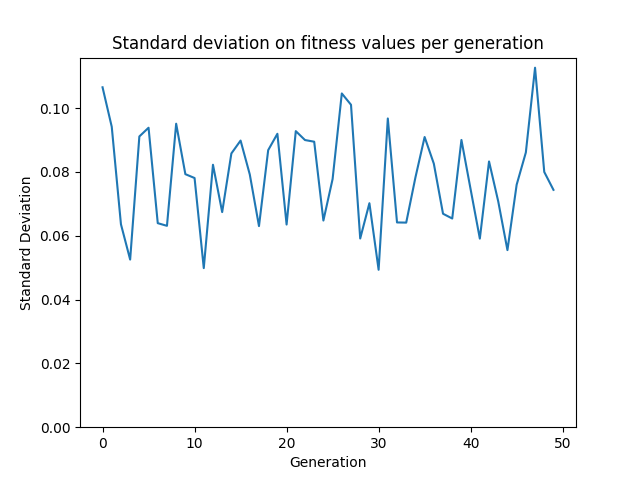 Standard deviation on fitness values per generation
Standard Deviation
0.10
0.08
0.06
0.04
0.02
0.00
0 10 20 30 40 50
Generation